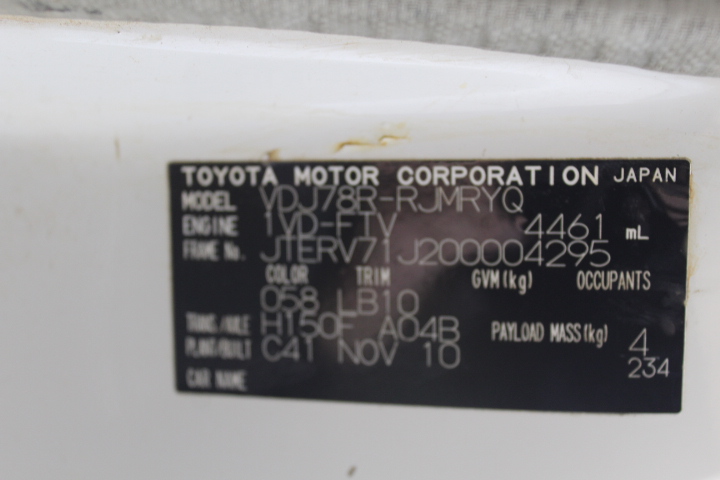 TOYOTA MOTOR CORPORATION JAPAN
MODEL VDJ78R-RJMRYQ
ENGINE 1VD-FTV 4461 mL
FRAME No. JTERV71J200004295
COLOR TRIM GVM(kg) OCCUPANTS
058 LB10
TRANS/AXLE H150F A04B PAYLOAD MASS(kg) 4
PLANT/BUILT C41 NOV 10 234
CAR NAME